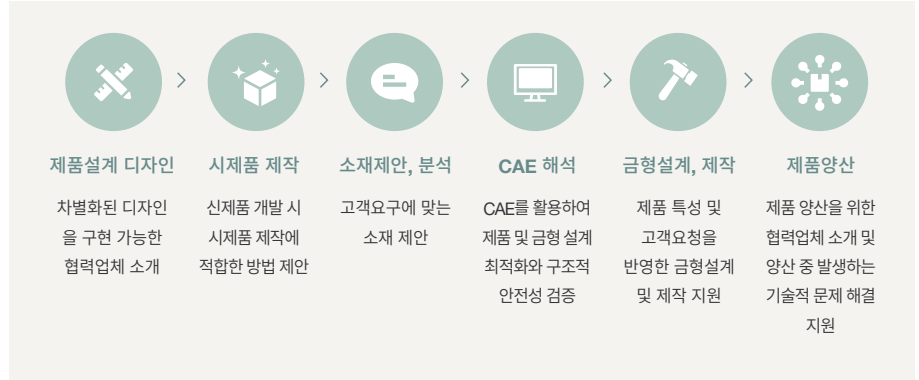 제품설계 디자인
차별화된 디자인
을 구현 가능한
협력업체 소개
시제품 제작
신제품 개발 시
시제품 제작에
적합한 방법 제안
소재제안, 분석
고객요구에 맞는
소재 제안
CAE 해석
CAE를 활용하여
제품 및 금형 설계
최적화와 구조적
안전성 검증
금형설계, 제작
제품 특성 및
고객요청을
반영한 금형설계
및 제작 지원
제품양산
제품 양산을 위한
협력업체 소개 및
양산 중 발생하는
기술적 문제 해결
지원